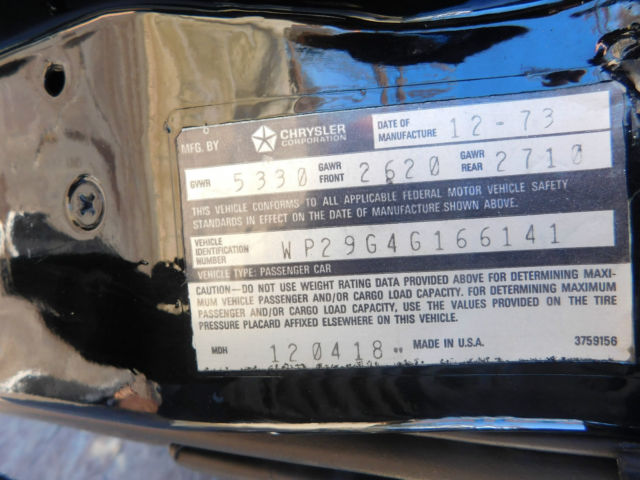 MFG. BY CHRYSLER CORPORATION DATE OF MANUFACTURE 12-73
GVWR 5330 GAWR FRONT 2620 GAWR REAR 2710
THIS VEHICLE CONFORMS TO ALL APPLICABLE FEDERAL MOTOR VEHICLE SAFETY
STANDARDS IN EFFECT ON THE DATE OF MANUFACTURE SHOWN ABOVE.
VEHICLE IDENTIFICATION NUMBER WP29G4G166141
VEHICLE TYPE: PASSENGER CAR
CAUTION—DO NOT USE WEIGHT RATING DATA PROVIDED ABOVE FOR DETERMINING MAXI-
MUM VEHICLE PASSENGER AND/OR CARGO LOAD CAPACITY. FOR DETERMINING MAXIMUM
PASSENGER AND/OR CARGO LOAD CAPACITY, USE THE VALUES PROVIDED ON THE TIRE
PRESSURE PLACARD AFFIXED ELSEWHERE ON THIS VEHICLE.
MDH 120418" MADE IN U.S.A. 3759156